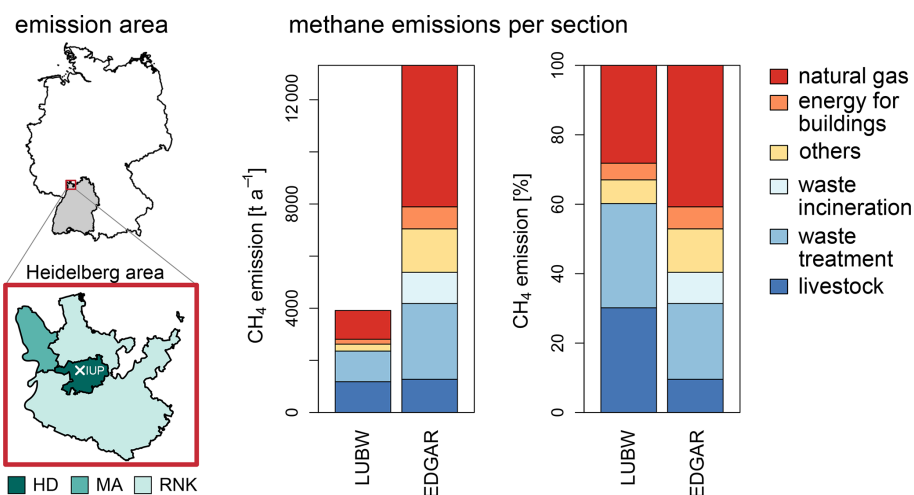 emission area
methane emissions per section
Heidelberg area
IUP
HD MA RNK
CH₄ emission [t a⁻¹]
0
4000
8000
12000
LUBW
EDGAR
CH₄ emission [%]
0
20
40
60
80
100
LUBW
EDGAR
natural gas
energy for
buildings
others
waste
incineration
waste
treatment
livestock